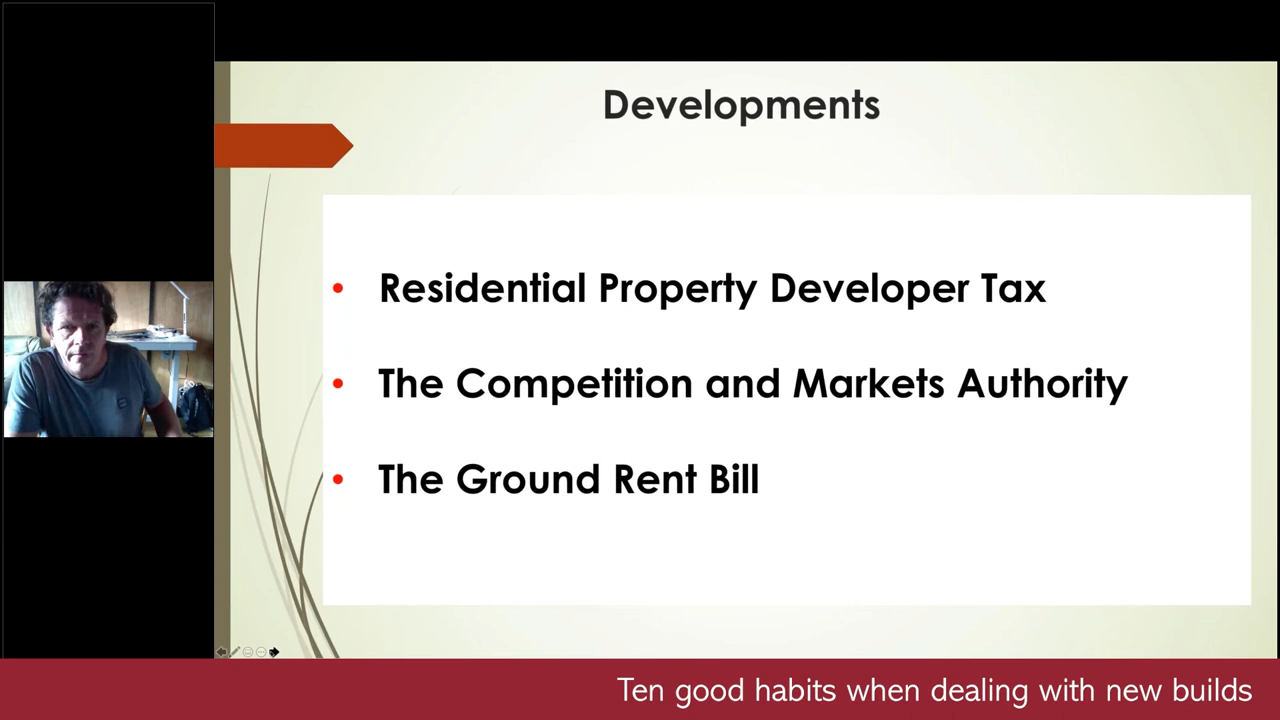 Developments
• Residential Property Developer Tax
• The Competition and Markets Authority
• The Ground Rent Bill
Ten good habits when dealing with new builds